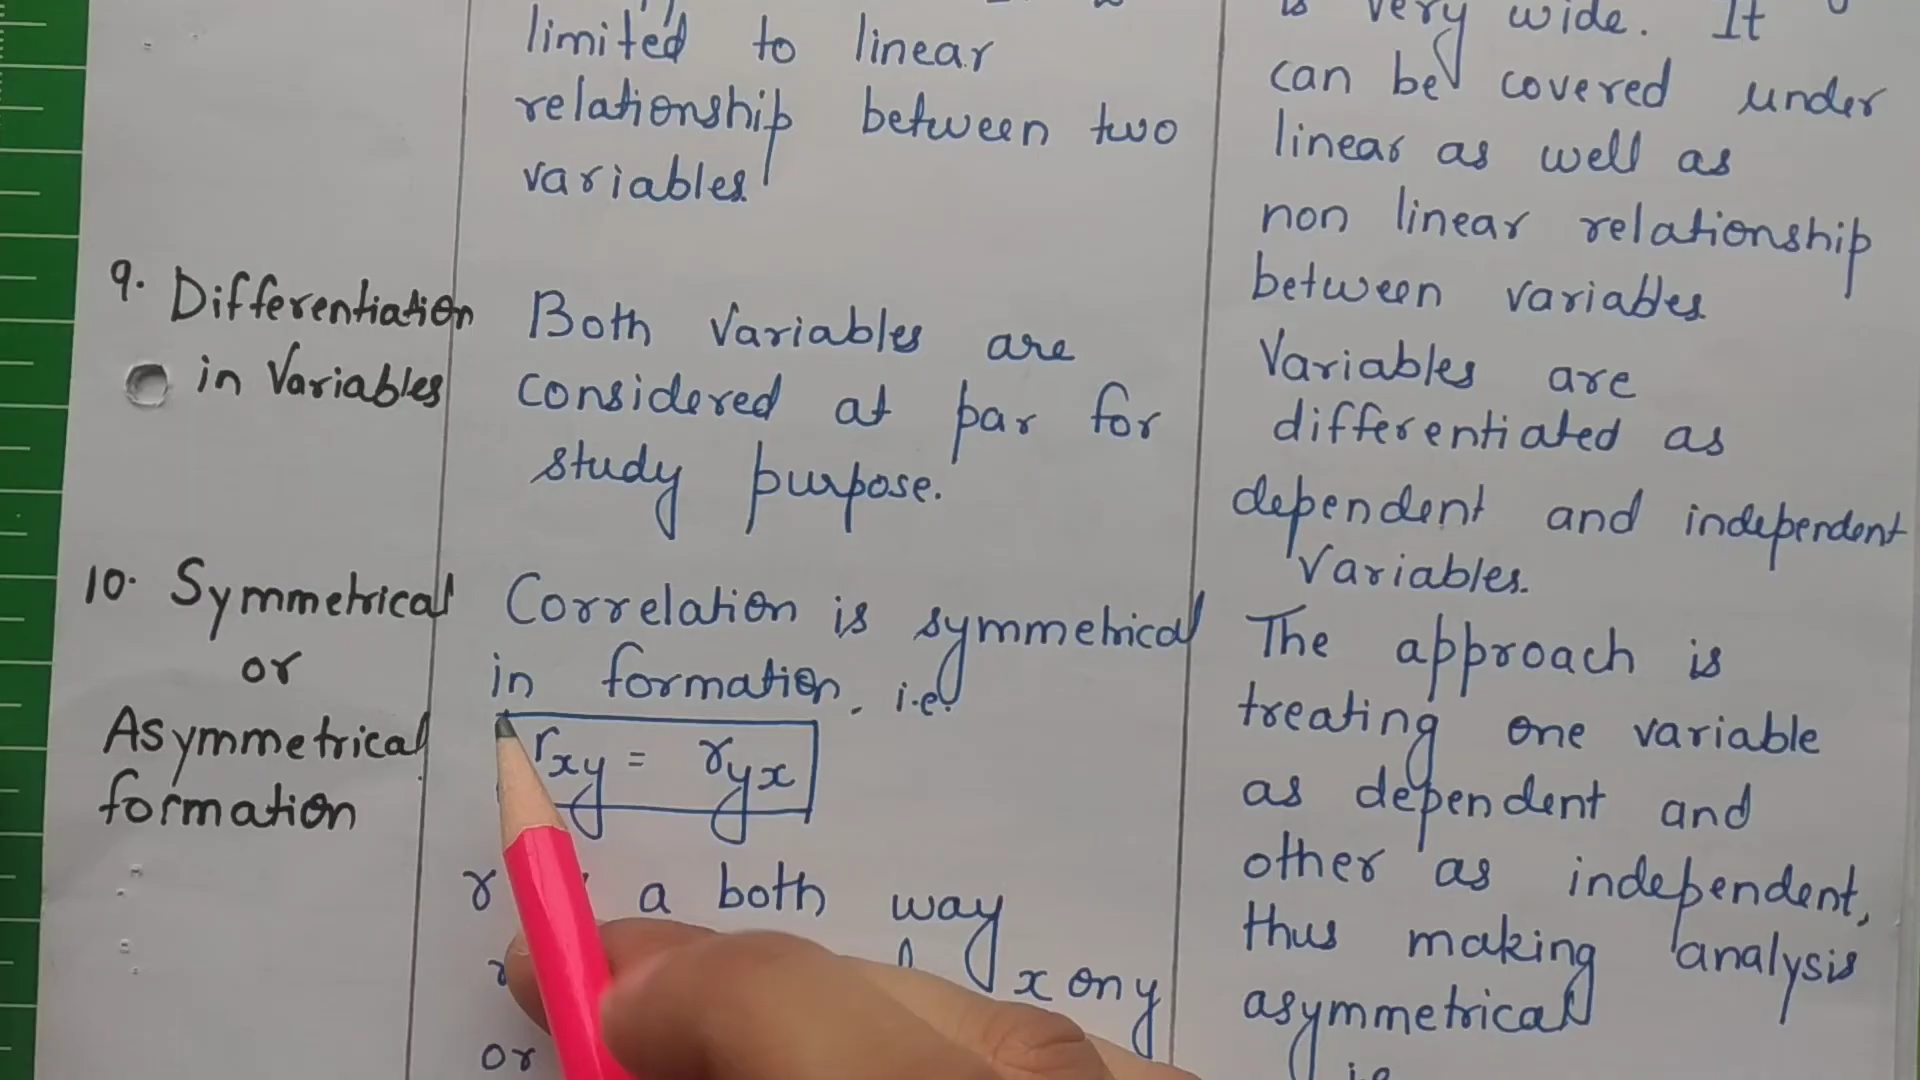 limited to linear
relationship between two
variables.
is very wide. It
can be covered under
linear as well as
non linear relationship
between variables.
9. Differentiation
in Variables
Both Variables are
considered at par for
study purpose.
Variables are
differentiated as
dependent and independent
Variables.
10. Symmetrical
or
Asymmetrical
formation
Correlation is symmetrical
in formation, i.e.
rxy = ryx
r a both way
x on y
or
The approach is
treating one variable
as dependent and
other as independent,
thus making analysis
asymmetrical
i.e.